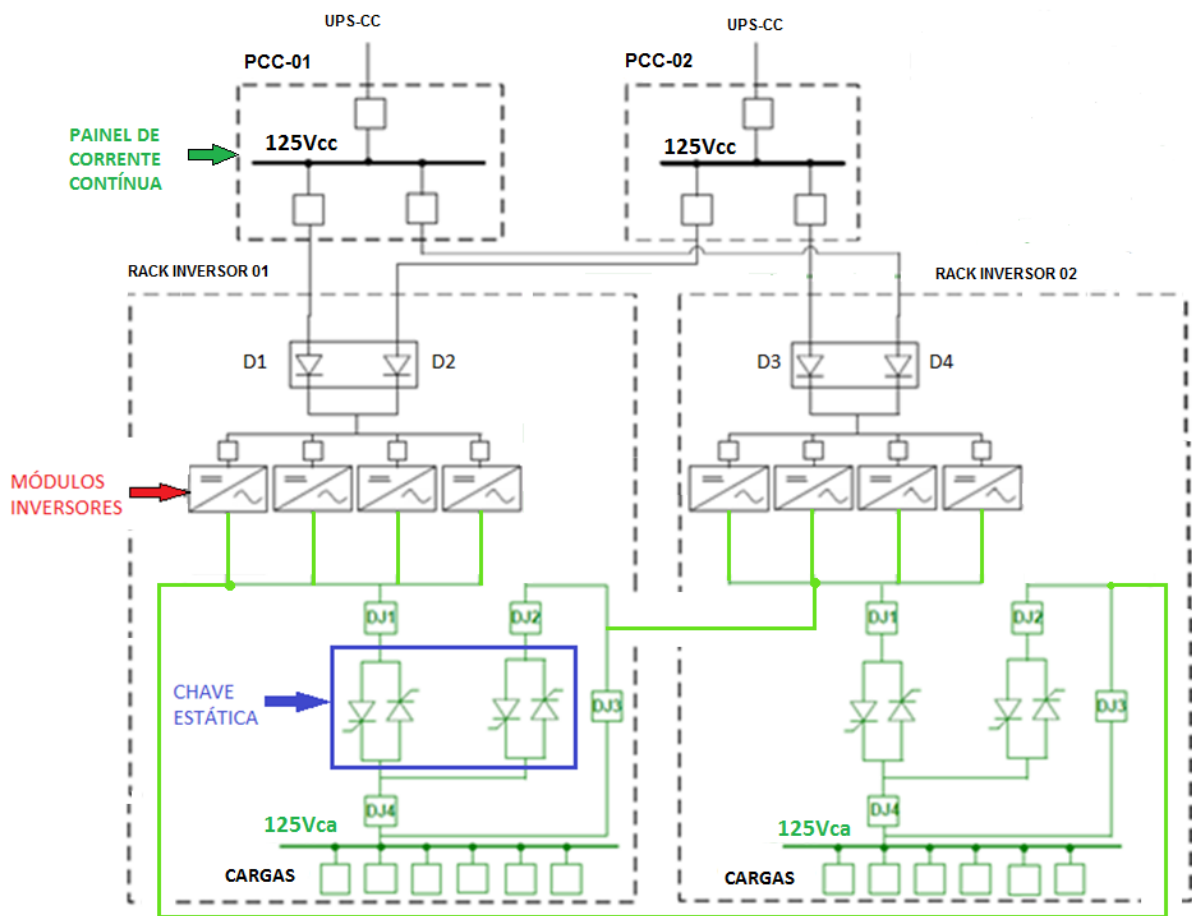 UPS-CC
UPS-CC
PCC-01
PCC-02
PAINEL DE
CORRENTE
CONTÍNUA
125Vcc
125Vcc
RACK INVERSOR 01
RACK INVERSOR 02
D1
D2
D3
D4
MÓDULOS
INVERSORES
DJ1
DJ2
DJ1
DJ2
CHAVE
ESTÁTICA
DJ3
DJ3
DJ4
DJ4
125Vca
125Vca
CARGAS
CARGAS